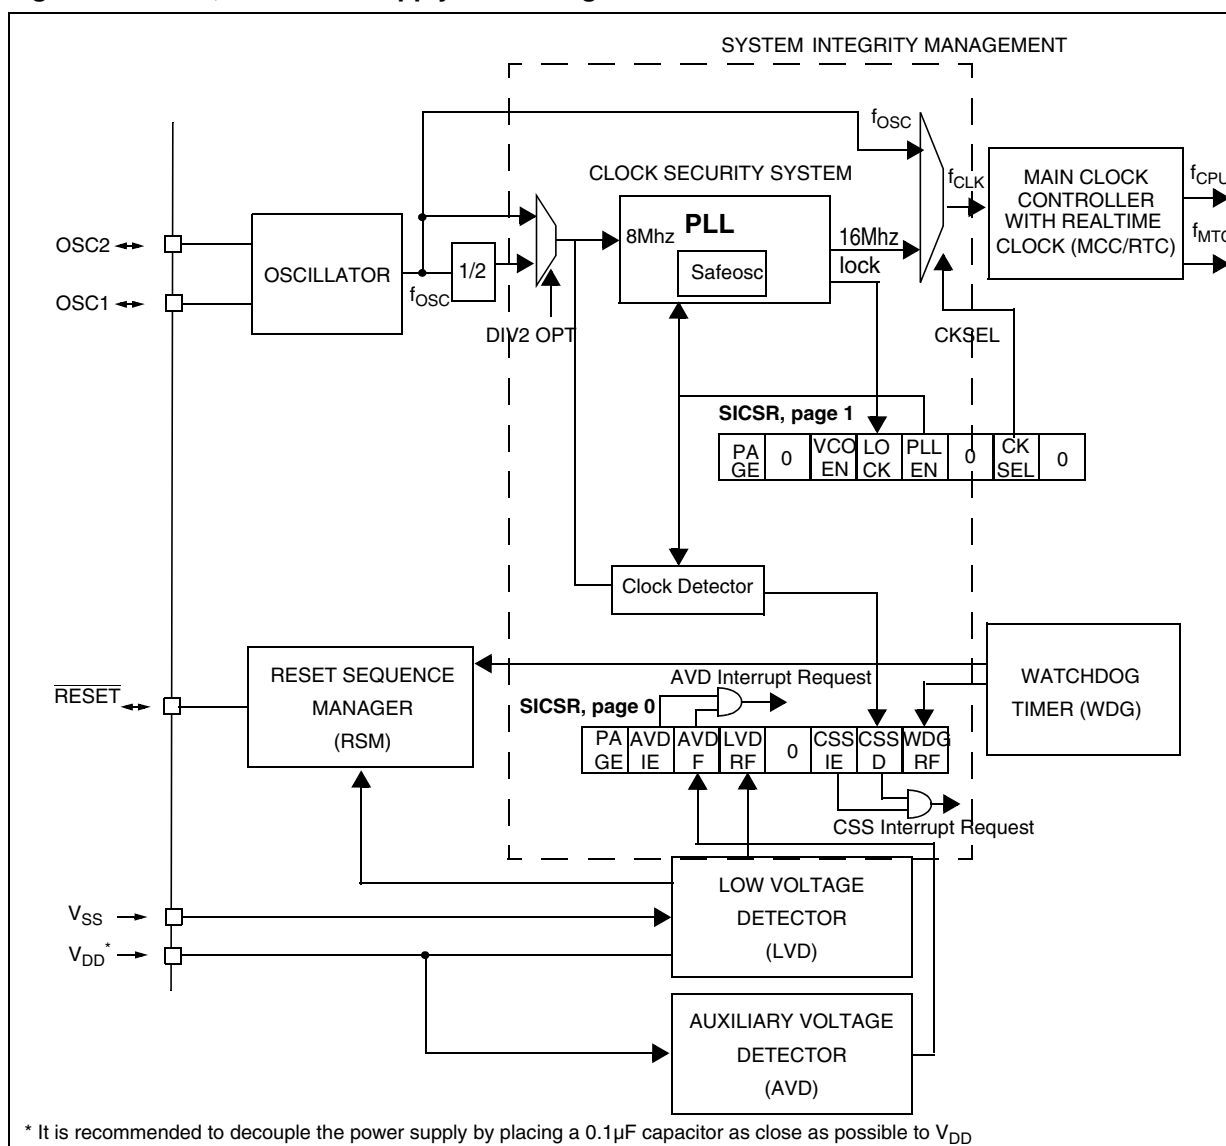 SYSTEM INTEGRITY MANAGEMENT
fOSC
CLOCK SECURITY SYSTEM
fCLK
MAIN CLOCK
CONTROLLER
WITH REALTIME
CLOCK (MCC/RTC)
fCPU
fMTC
OSC2
OSC1
OSCILLATOR
fOSC
1/2
DIV2 OPT
8Mhz
PLL
Safeosc
16Mhz
lock
CKSEL
SICSR, page 1
PA
GE
0
VCO
EN
LO
CK
PLL
EN
0
CK
SEL
0
Clock Detector
RESET
RESET SEQUENCE
MANAGER
(RSM)
AVD Interrupt Request
WATCHDOG
TIMER (WDG)
SICSR, page 0
PA
GE
AVD
IE
AVD
F
LVD
RF
0
CSS
IE
CSS
D
WDG
RF
CSS Interrupt Request
VSS
VDD*
LOW VOLTAGE
DETECTOR
(LVD)
AUXILIARY VOLTAGE
DETECTOR
(AVD)
* It is recommended to decouple the power supply by placing a 0.1µF capacitor as close as possible to VDD